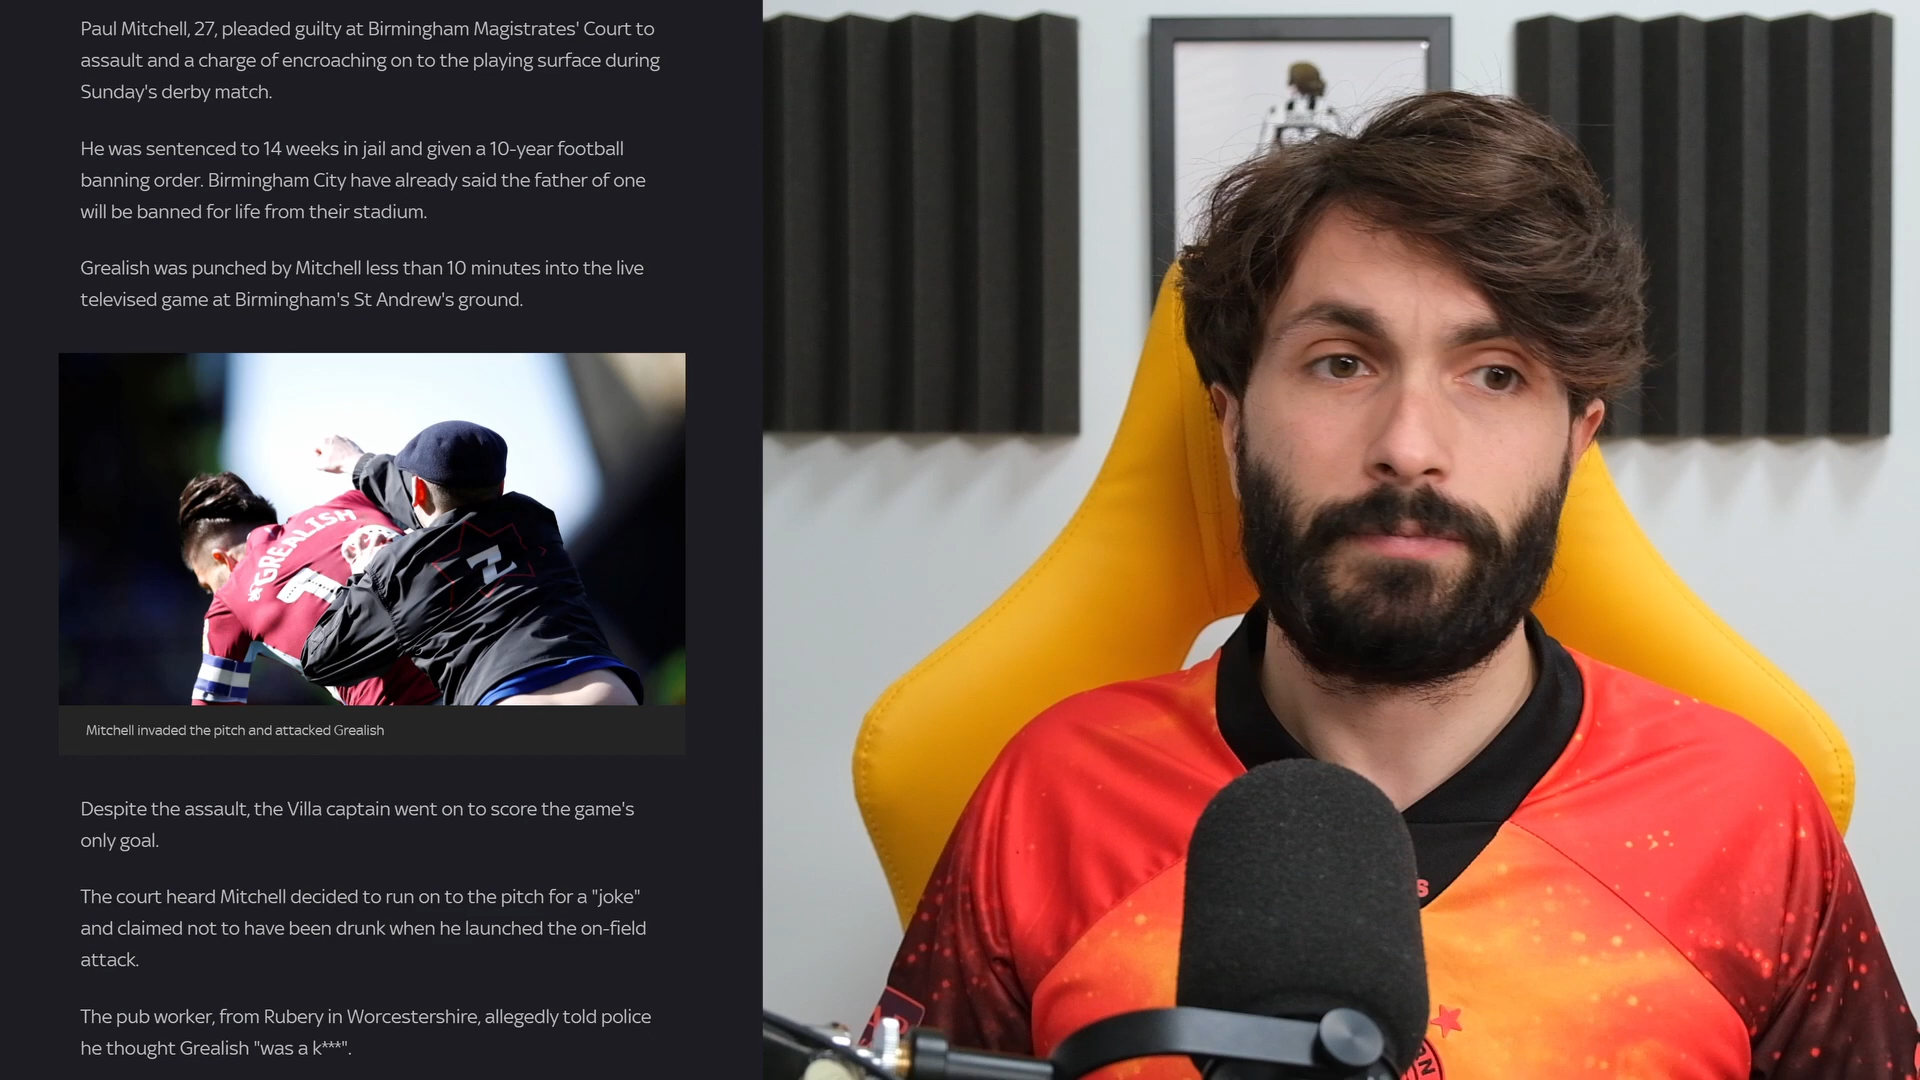 Paul Mitchell, 27, pleaded guilty at Birmingham Magistrates' Court to
assault and a charge of encroaching on to the playing surface during
Sunday's derby match.
He was sentenced to 14 weeks in jail and given a 10-year football
banning order. Birmingham City have already said the father of one
will be banned for life from their stadium.
Grealish was punched by Mitchell less than 10 minutes into the live
televised game at Birmingham's St Andrew's ground.
GREALISH
Z
Mitchell invaded the pitch and attacked Grealish
Despite the assault, the Villa captain went on to score the game's
only goal.
The court heard Mitchell decided to run on to the pitch for a "joke"
and claimed not to have been drunk when he launched the on-field
attack.
The pub worker, from Rubery in Worcestershire, allegedly told police
he thought Grealish "was a k***".